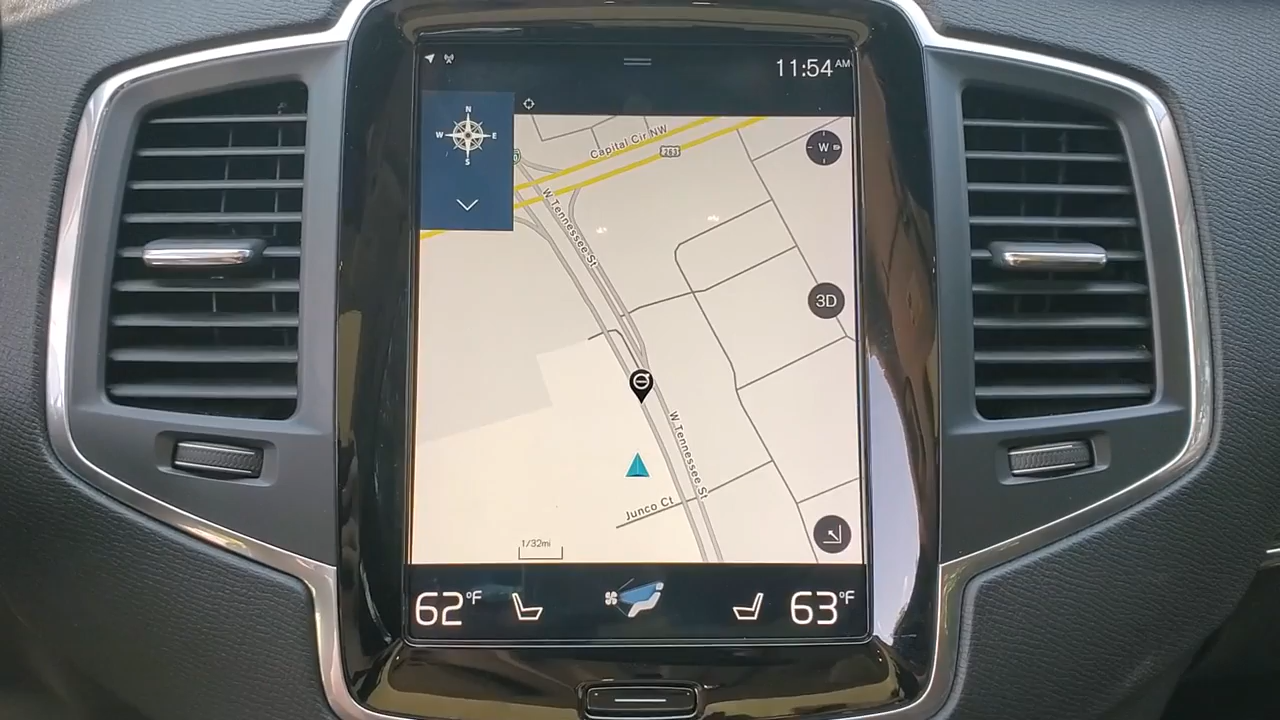 11:54 AM
N
W E
S
Capital Cir NW
263
W
W Tennessee St
3D
W Tennessee St
Junco Ct
1/32mi
62°F
63°F